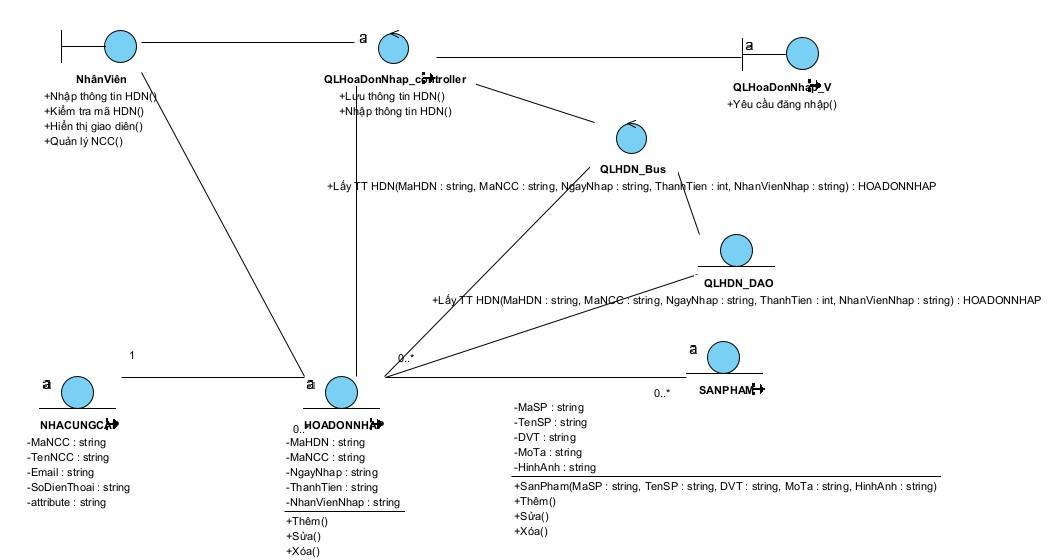 a
a
NhânViên
QLHoaDonNhap_controller
QLHoaDonNhap_V
+Nhập thông tin HDN()
+Kiểm tra mã HDN()
+Hiển thị giao diên()
+Quản lý NCC()
+Lưu thông tin HDN()
+Nhập thông tin HDN()
+Yêu cầu đăng nhập()
QLHDN_Bus
+Lấy TT HDN(MaHDN : string, MaNCC : string, NgayNhap : string, ThanhTien : int, NhanVienNhap : string) : HOADONNHAP
QLHDN_DAO
+Lấy TT HDN(MaHDN : string, MaNCC : string, NgayNhap : string, ThanhTien : int, NhanVienNhap : string) : HOADONNHAP
1
0..*
a
a
a
0..*
0..
NHACUNGCAP
-MaNCC : string
-TenNCC : string
-Email : string
-SoDienThoai : string
-attribute : string
HOADONNHAP
-MaHDN : string
-MaNCC : string
-NgayNhap : string
-ThanhTien : string
-NhanVienNhap : string
+Thêm()
+Sửa()
+Xóa()
SANPHAM
-MaSP : string
-TenSP : string
-DVT : string
-MoTa : string
-HinhAnh : string
+SanPham(MaSP : string, TenSP : string, DVT : string, MoTa : string, HinhAnh : string)
+Thêm()
+Sửa()
+Xóa()